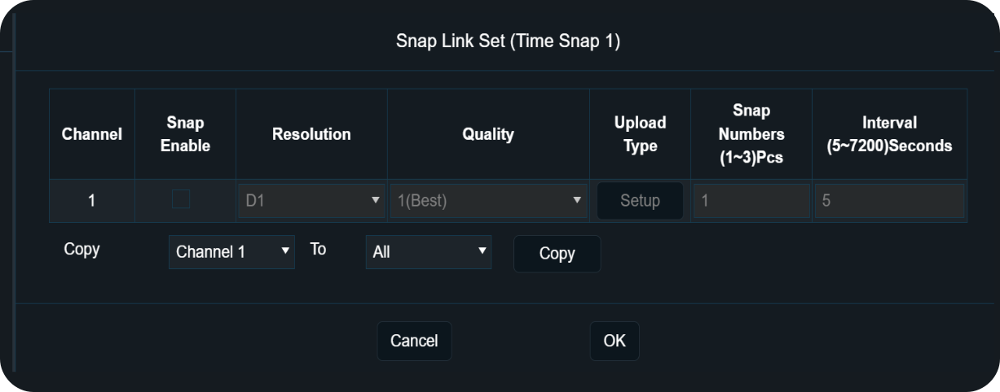 Snap Link Set (Time Snap 1)
Channel
Snap
Enable
Resolution
Quality
Upload
Type
Snap
Numbers
(1~3)Pcs
Interval
(5~7200)Seconds
1
D1
1(Best)
Setup
1
5
Copy
Channel 1
To
All
Copy
Cancel
OK